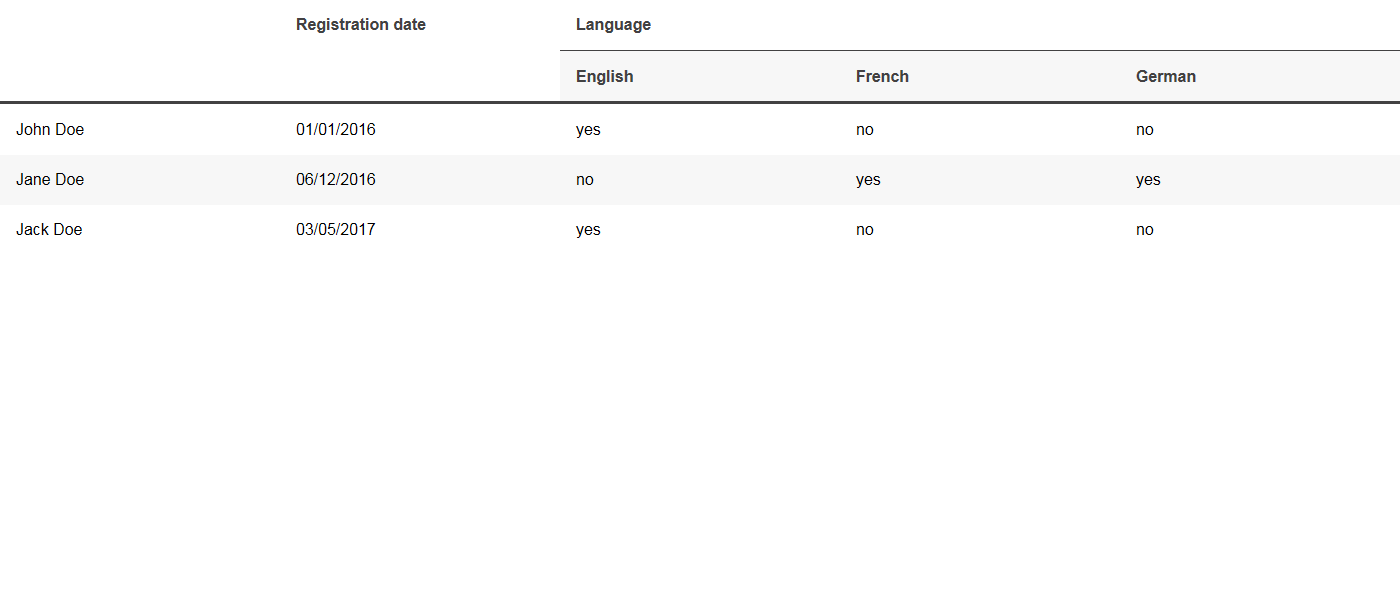 Registration date Language
English French German
John Doe 01/01/2016 yes no no
Jane Doe 06/12/2016 no yes yes
Jack Doe 03/05/2017 yes no no